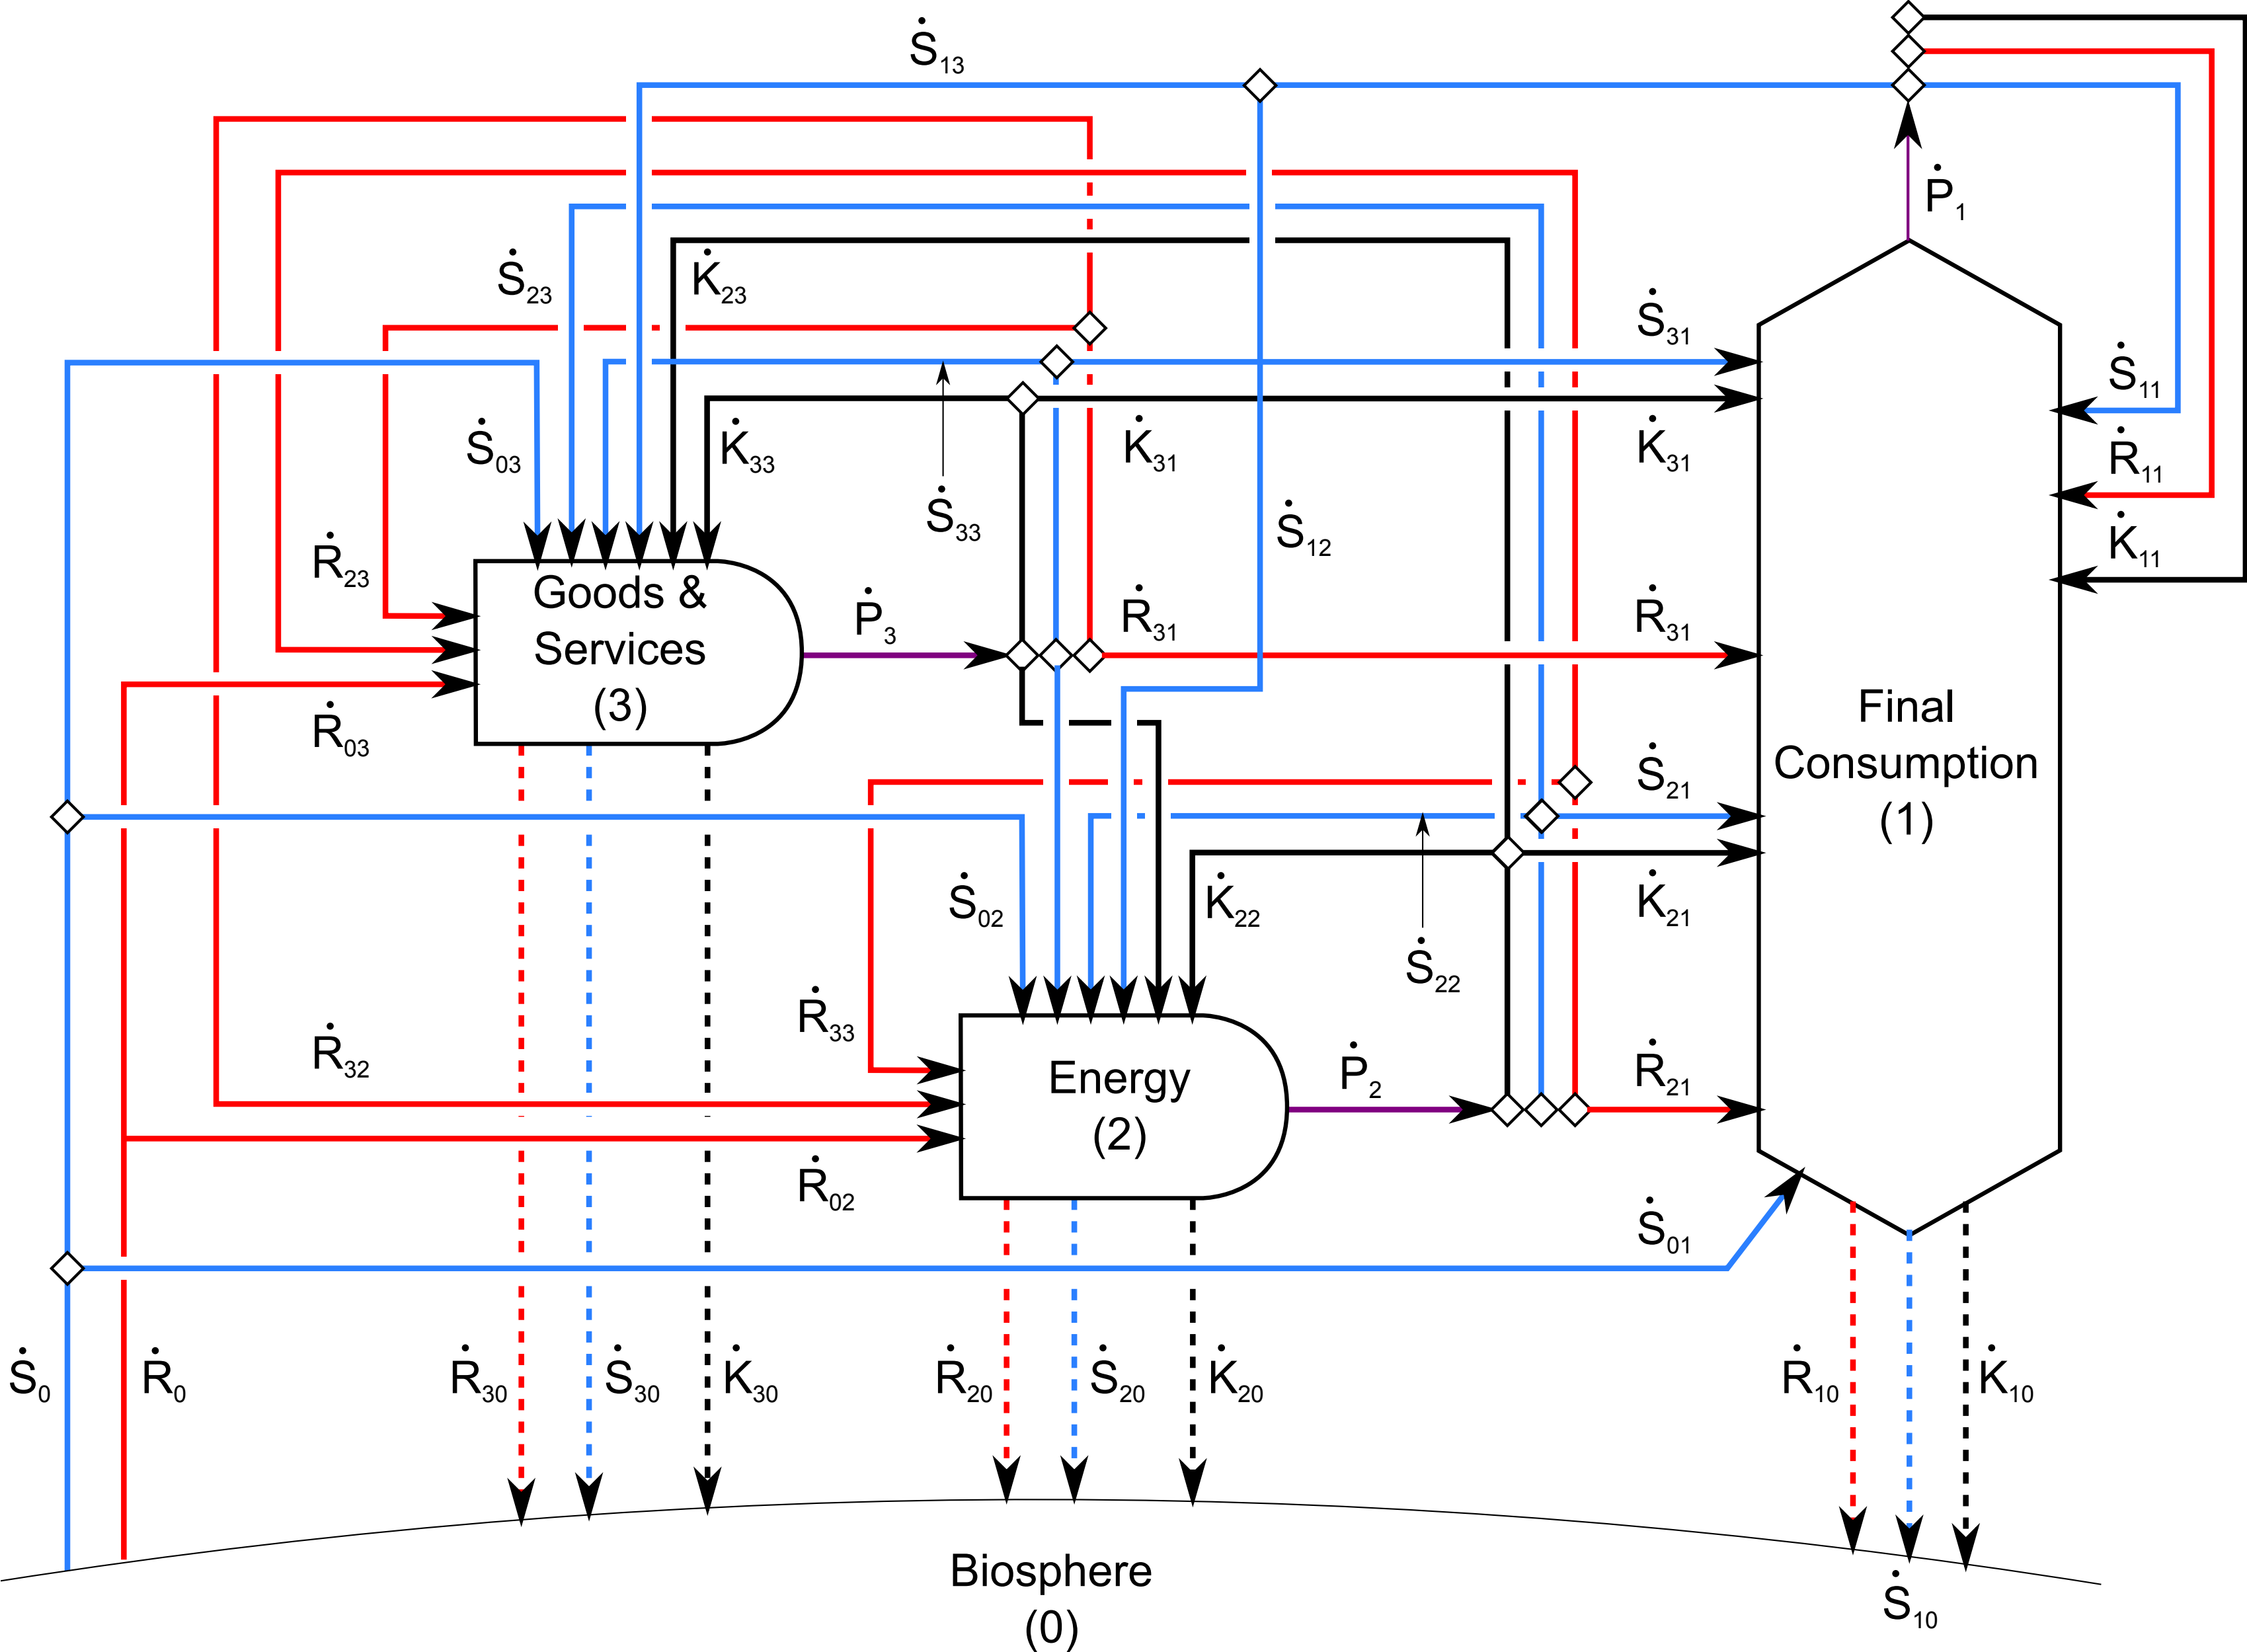 Ṡ13
Ṗ1
Ṡ23
K̇23
Ṡ31
Ṡ11
Ṡ03
K̇33
K̇31
K̇31
Ṙ11
Ṡ33
Ṡ12
K̇11
Ṙ23
Goods &
Services
(3)
Ṗ3
Ṙ31
Ṙ31
Ṙ03
Final
Consumption
(1)
Ṡ21
Ṡ02
K̇22
K̇21
Ṡ22
Ṙ33
Ṙ32
Energy
(2)
Ṗ2
Ṙ21
Ṙ02
Ṡ01
Ṡ0
Ṙ0
Ṙ30
Ṡ30
K̇30
Ṙ20
Ṡ20
K̇20
Ṙ10
K̇10
Biosphere
(0)
Ṡ10